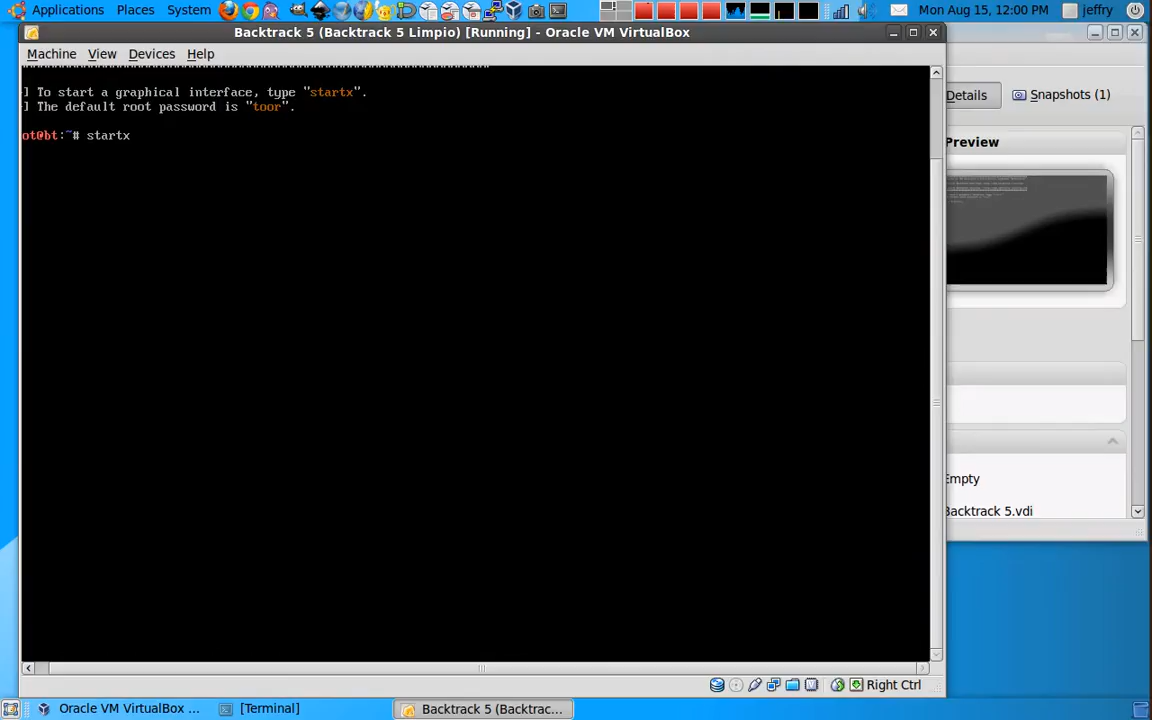 Applications Places System Mon Aug 15, 12:00 PM jeffry
Backtrack 5 (Backtrack 5 Limpio) [Running] - Oracle VM VirtualBox
Machine View Devices Help
] To start a graphical interface, type "startx".
] The default root password is "toor".
ot@bt:~# startx
Details Snapshots (1)
Preview
Empty
Backtrack 5.vdi
Right Ctrl
Oracle VM VirtualBox ... [Terminal] Backtrack 5 (Backtrac...